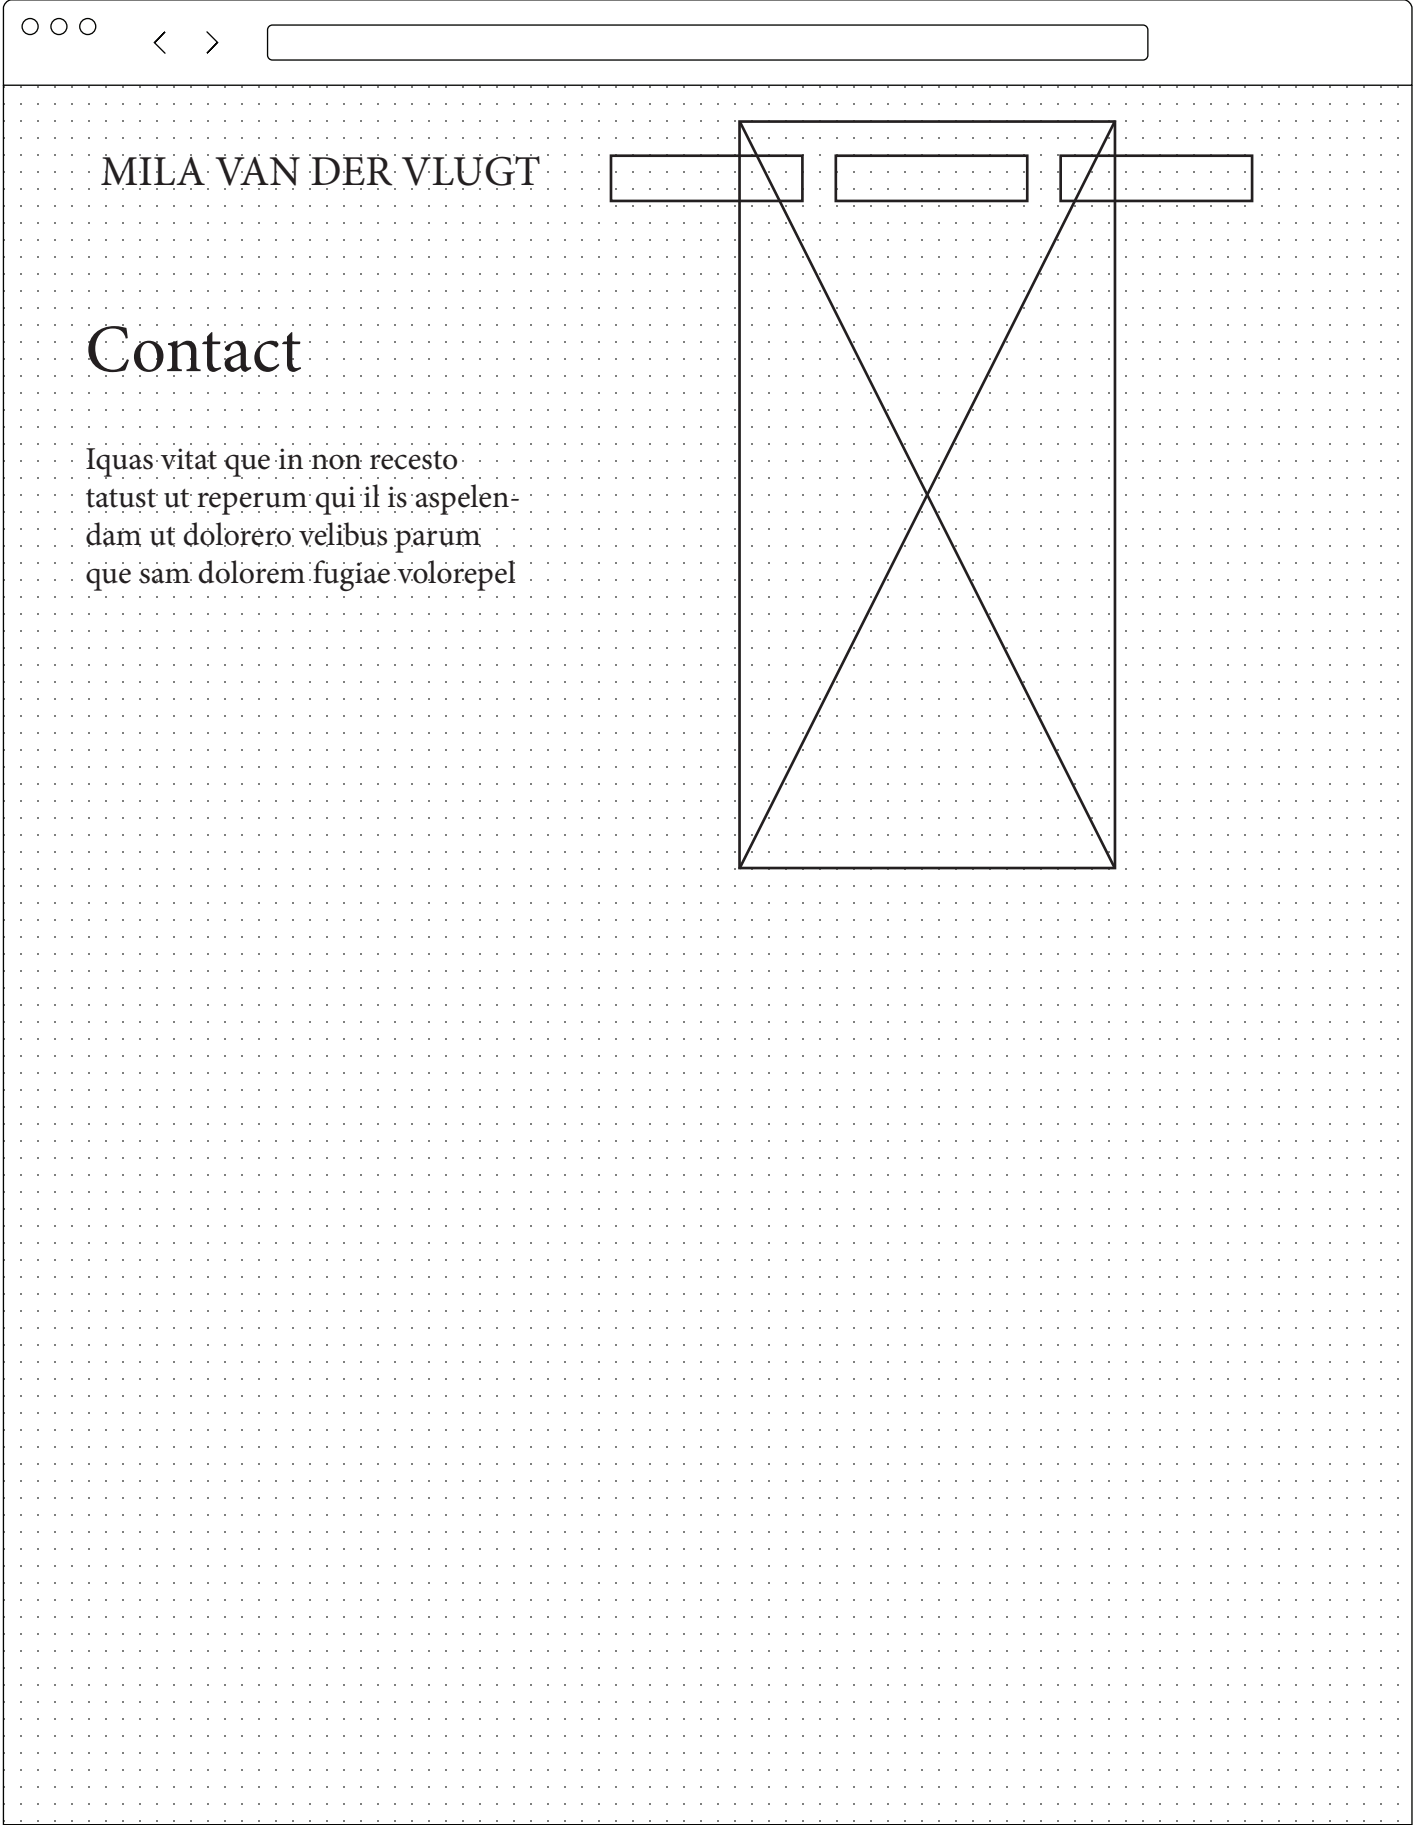 MILA VAN DER VLUGT
Contact
Iquas vitat que in non recesto
tatust ut reperum qui il is aspelen-
dam ut dolorero velibus parum
que sam dolorem fugiae volorepel